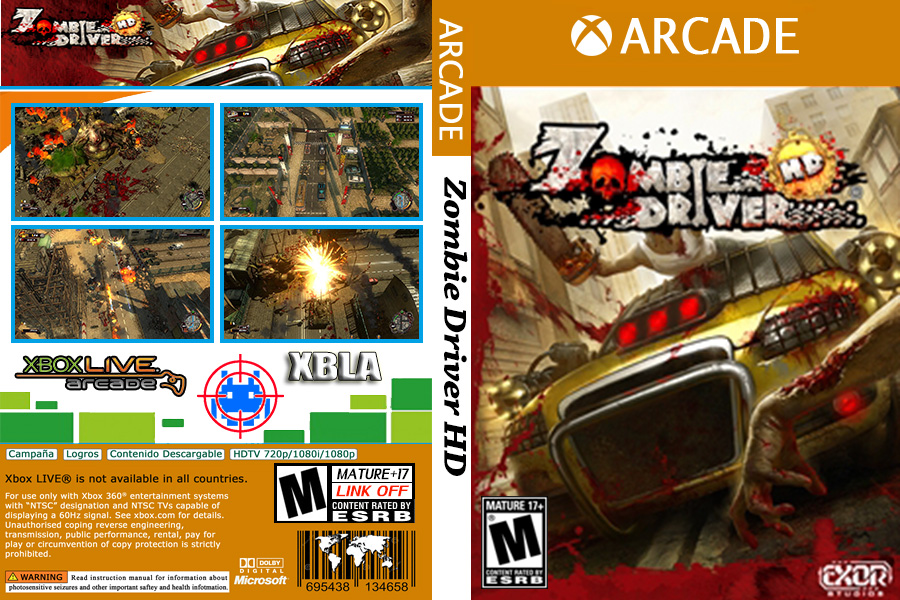 ZOMBIE HD
DRIVER
XBOX LIVE
arcade
XBLA
Campaña
Logros
Contenido Descargable
HDTV 720p/1080i/1080p
Xbox LIVE® is not available in all countries.
For use only with Xbox 360® entertainment systems
with "NTSC" designation and NTSC TVs capable of
displaying a 60Hz signal. See xbox.com for details.
Unauthorised coping reverse engineering,
transmission, public performance, rental, pay for
play or circumvention of copy protection is strictly
prohibited.
WARNING Read instruction manual for information about
photosensitive seizures and other important saftey and health infotmation.
M
MATURE+17
LINK OFF
CONTENT RATED BY
ESRB
DOLBY
DIGITAL
Microsoft
695438 134658
ARCADE
Zombie Driver HD
ARCADE
ZOMBIE HD
DRIVER
MATURE 17+
M
CONTENT RATED BY
ESRB
EXOR
STUDIOS